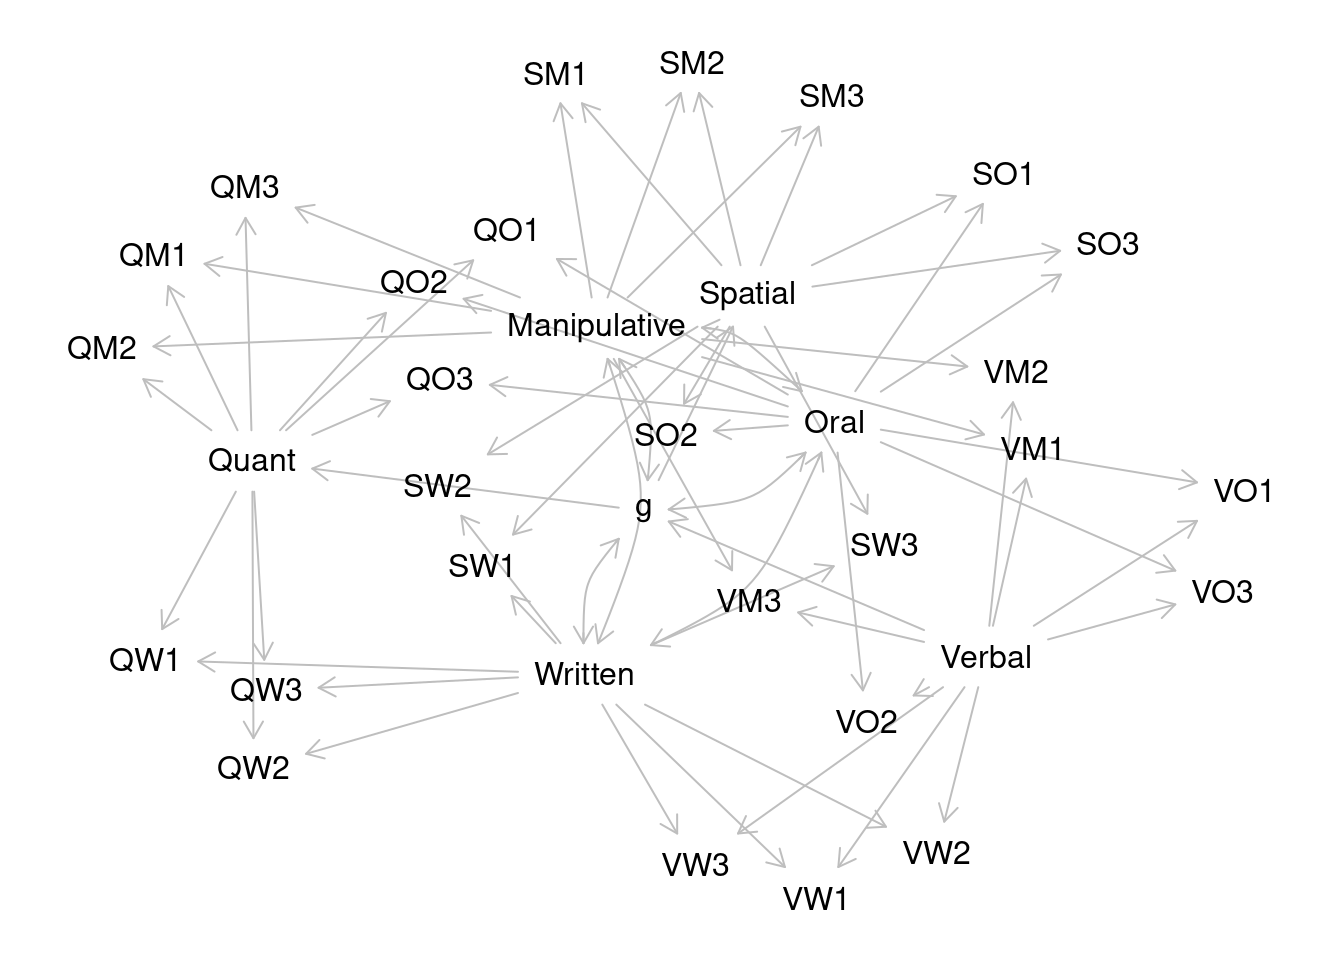 SM1
SM2
SM3
SO1
QM3
QO1
SO3
QM1
QO2
Spatial
Manipulative
QM2
VM2
QO3
Oral
SO2
VM1
Quant
SW2
VO1
g
SW3
SW1
VO3
VM3
Verbal
QW1
Written
QW3
VO2
QW2
VW2
VW3
VW1